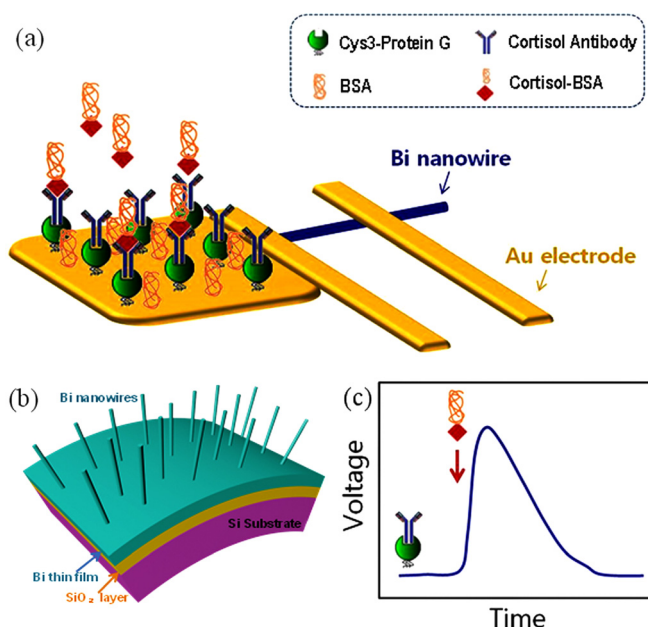 (a)
Cys3-Protein G
Cortisol Antibody
BSA
Cortisol-BSA
Bi nanowire
Au electrode
(b)
Bi nanowires
Si Substrate
Bi thin film
SiO₂ layer
(c)
Voltage
Time